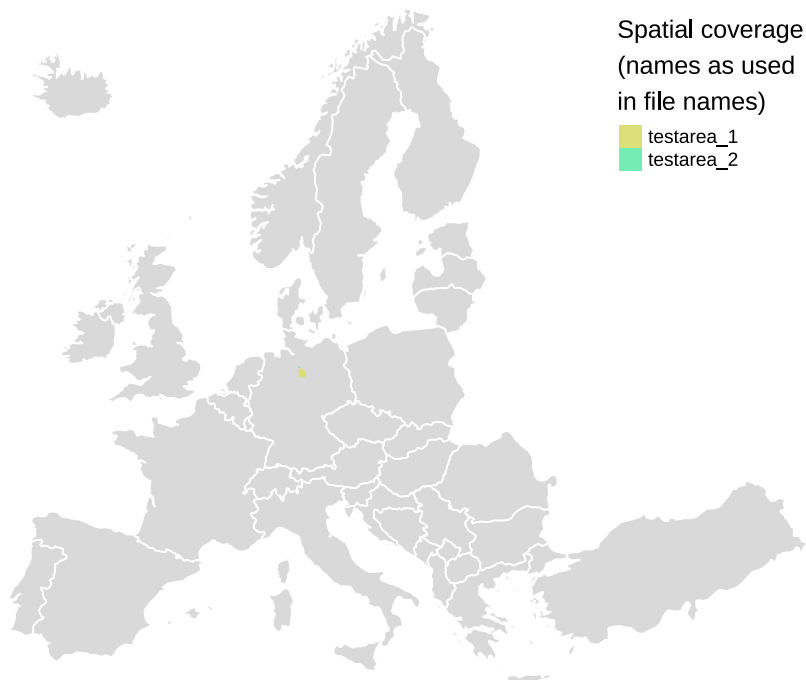 Spatial coverage
(names as used
in file names)
testarea_1
testarea_2